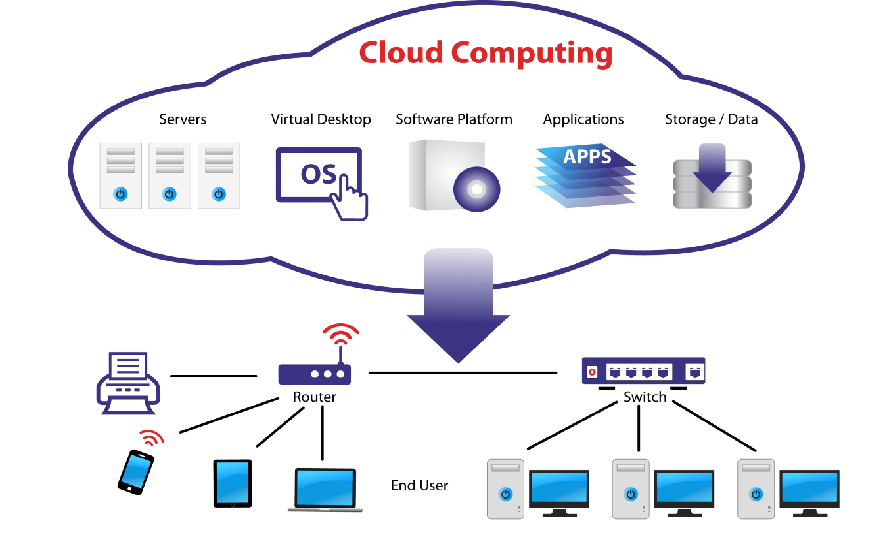 Cloud Computing
Servers
Virtual Desktop
Software Platform
Applications
Storage / Data
OS
APPS
Router
Switch
End User